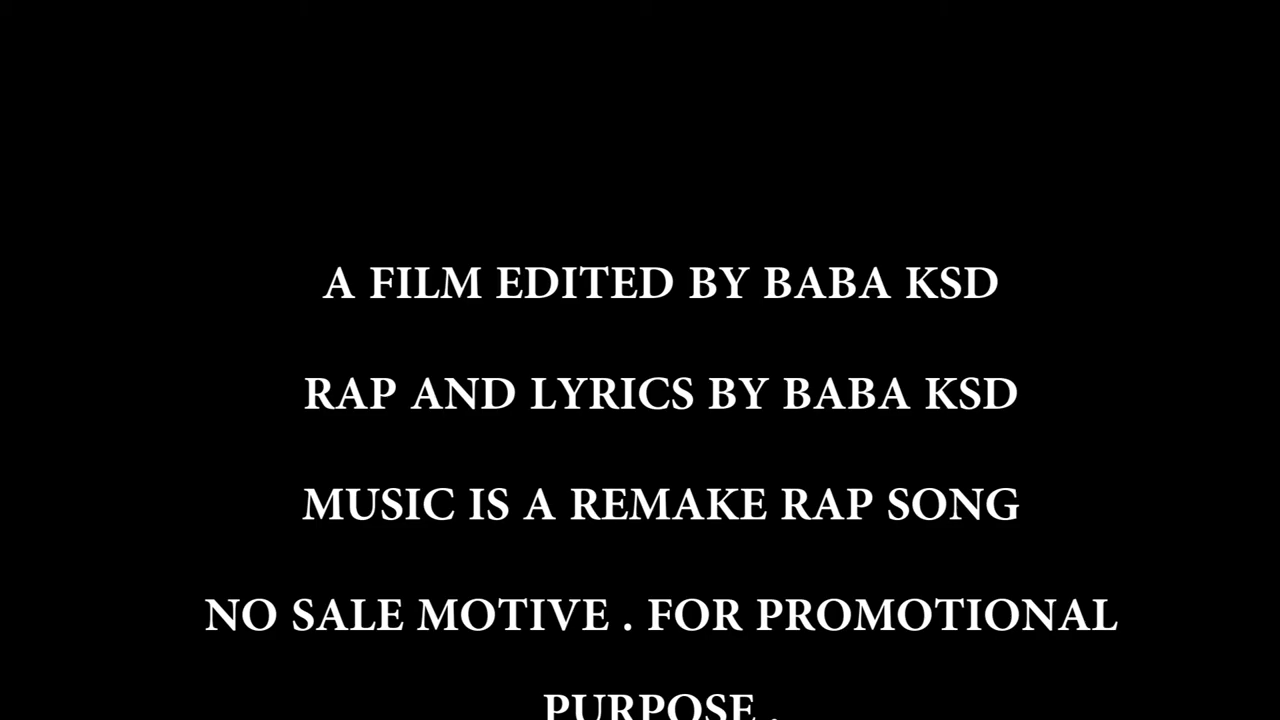 A FILM EDITED BY BABA KSD
RAP AND LYRICS BY BABA KSD
MUSIC IS A REMAKE RAP SONG
NO SALE MOTIVE . FOR PROMOTIONAL
PURPOSE .